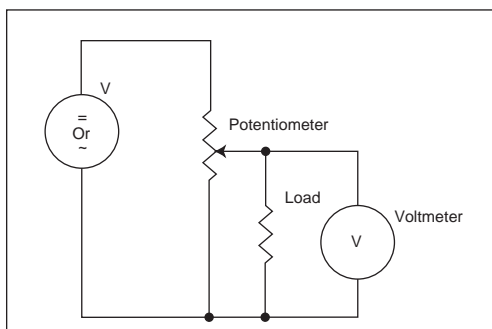 V
=
Or
~
Potentiometer
Load
Voltmeter
V